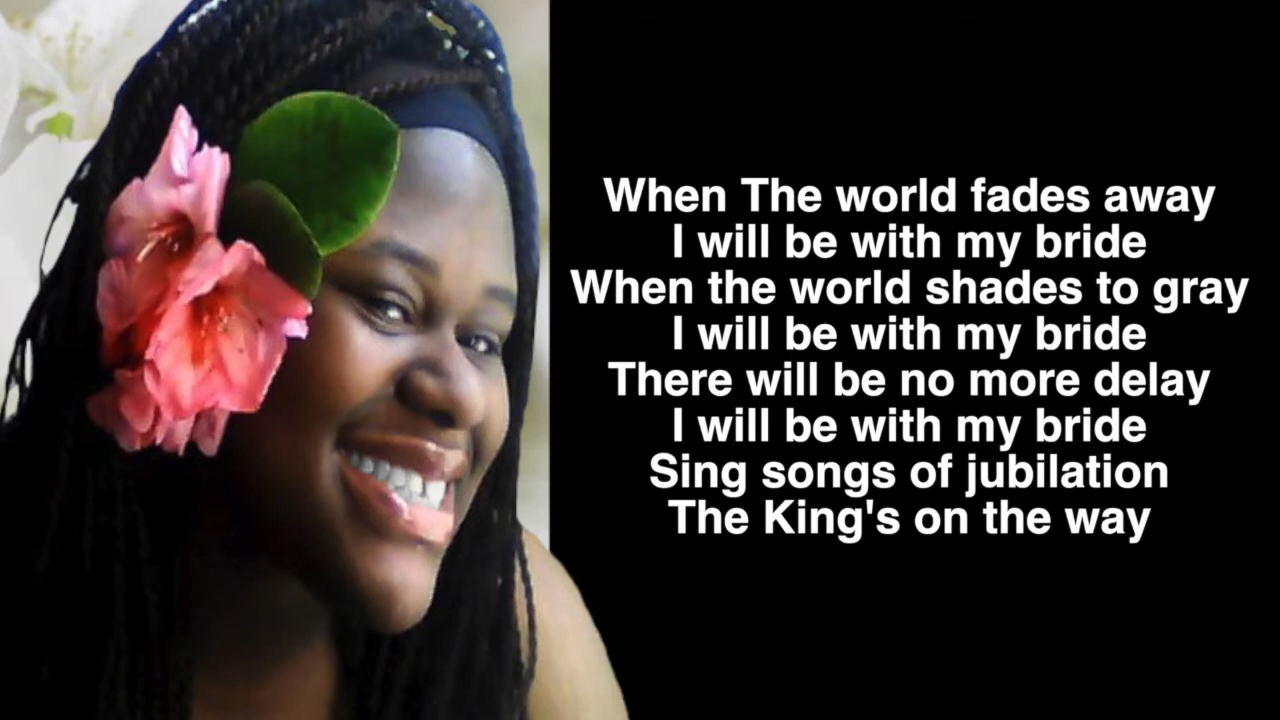 When The world fades away
I will be with my bride
When the world shades to gray
I will be with my bride
There will be no more delay
I will be with my bride
Sing songs of jubilation
The King's on the way